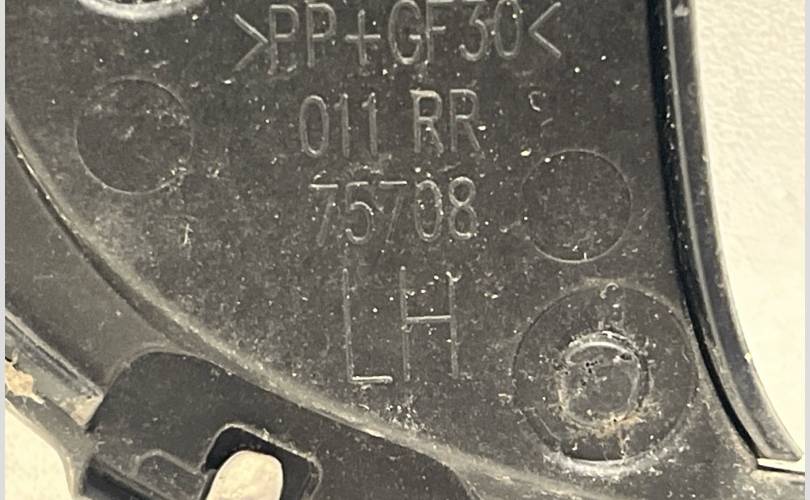 >PP+GF30<
011 RR
75708
LH